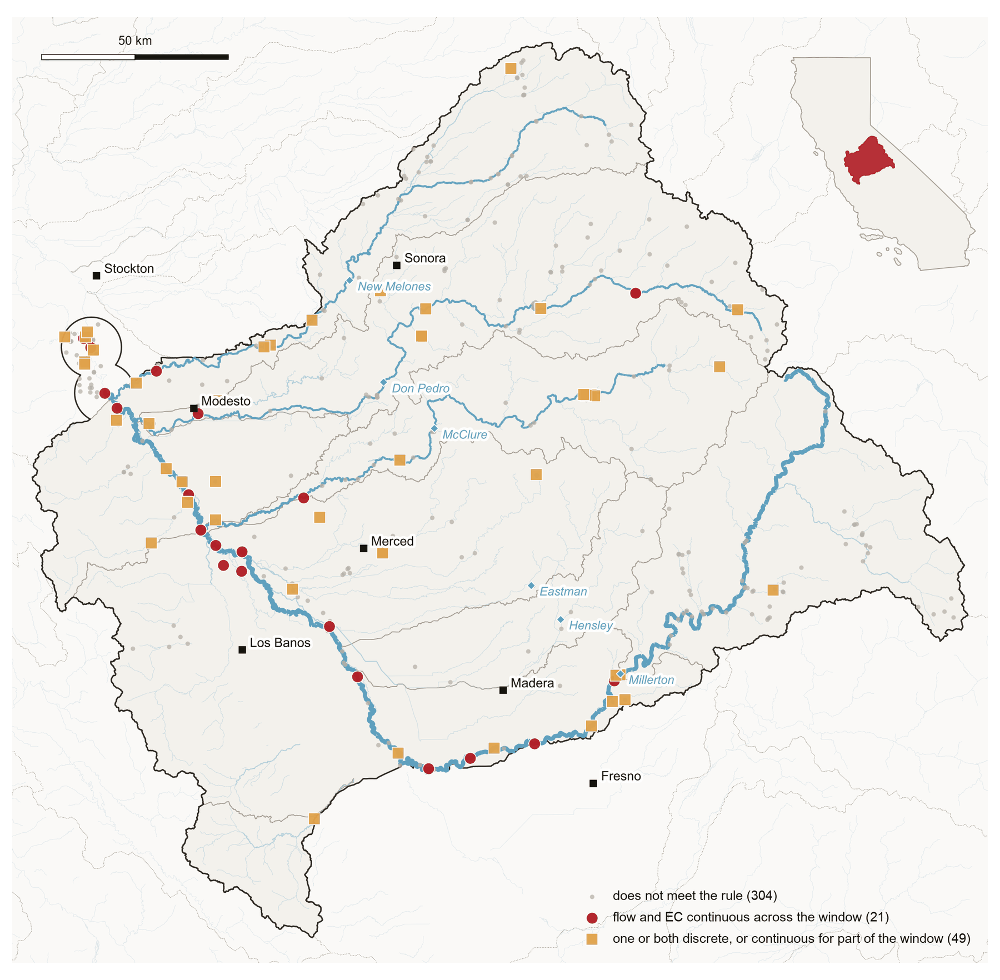 50 km
Stockton
Sonora
New Melones
Don Pedro
Modesto
McClure
Merced
Eastman
Hensley
Los Banos
Millerton
Madera
Fresno
does not meet the rule (304)
flow and EC continuous across the window (21)
one or both discrete, or continuous for part of the window (49)